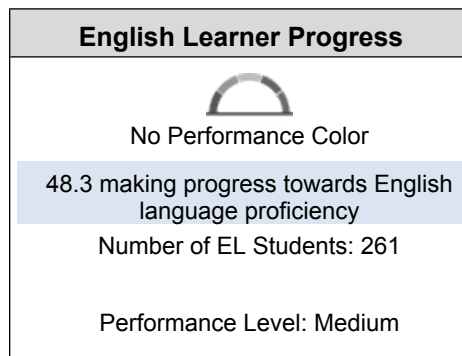 English Learner Progress
No Performance Color
48.3 making progress towards English
language proficiency
Number of EL Students: 261
Performance Level: Medium